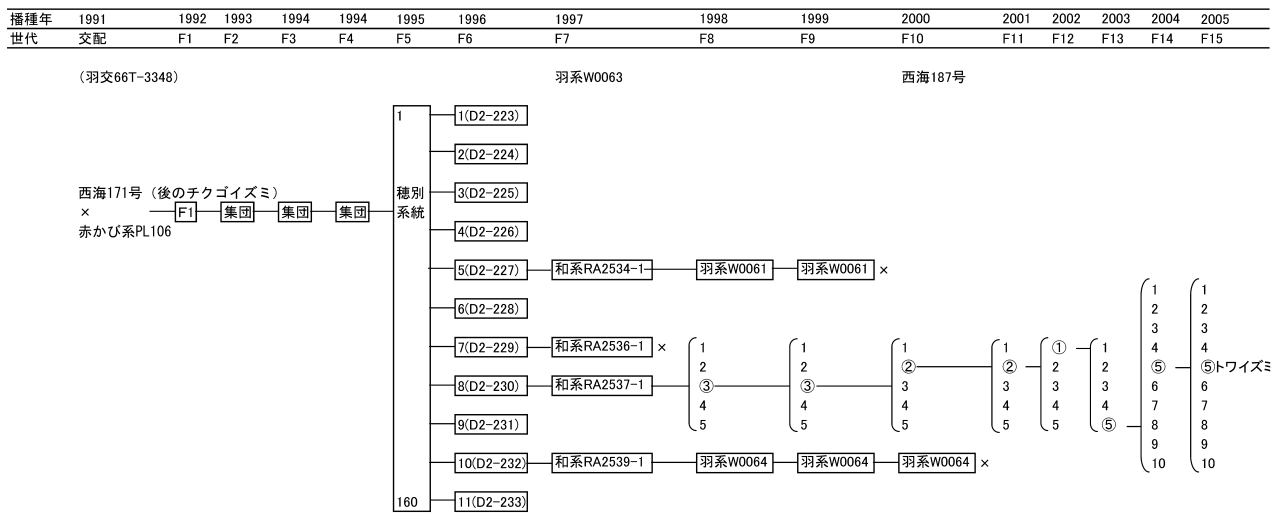 播種年 1991 1992 1993 1994 1994 1995 1996 1997 1998 1999 2000 2001 2002 2003 2004 2005
世代 交配 F1 F2 F3 F4 F5 F6 F7 F8 F9 F10 F11 F12 F13 F14 F15
(羽交66T-3348) 羽系W0063 西海187号
1 1(D2-223)
2(D2-224)
西海171号 (後のチクゴイズミ) 穂別 3(D2-225)
× F1 集団 集団 集団 系統
赤かび系PL106 4(D2-226)
5(D2-227) 和系RA2534-1 羽系W0061 羽系W0061 ×
1 1
6(D2-228) 2 2
3 3
7(D2-229) 和系RA2536-1 × 1 1 1 1 ① 1 4 4
2 2 ② ② 2 2 ⑤ ⑤トワイズミ
8(D2-230) 和系RA2537-1 ③ ③ 3 3 3 3 6 6
4 4 4 4 4 4 7 7
9(D2-231) 5 5 5 5 5 ⑤ 8 8
9 9
10(D2-232) 和系RA2539-1 羽系W0064 羽系W0064 羽系W0064 × 10 10
160 11(D2-233)